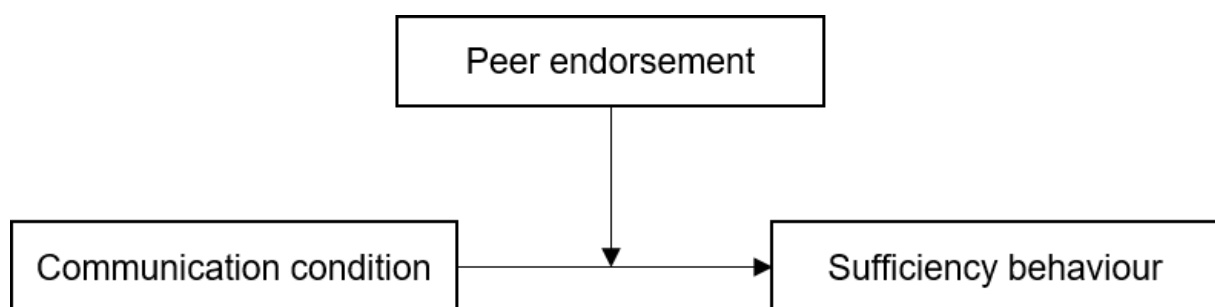 Peer endorsement
Communication condition
Sufficiency behaviour